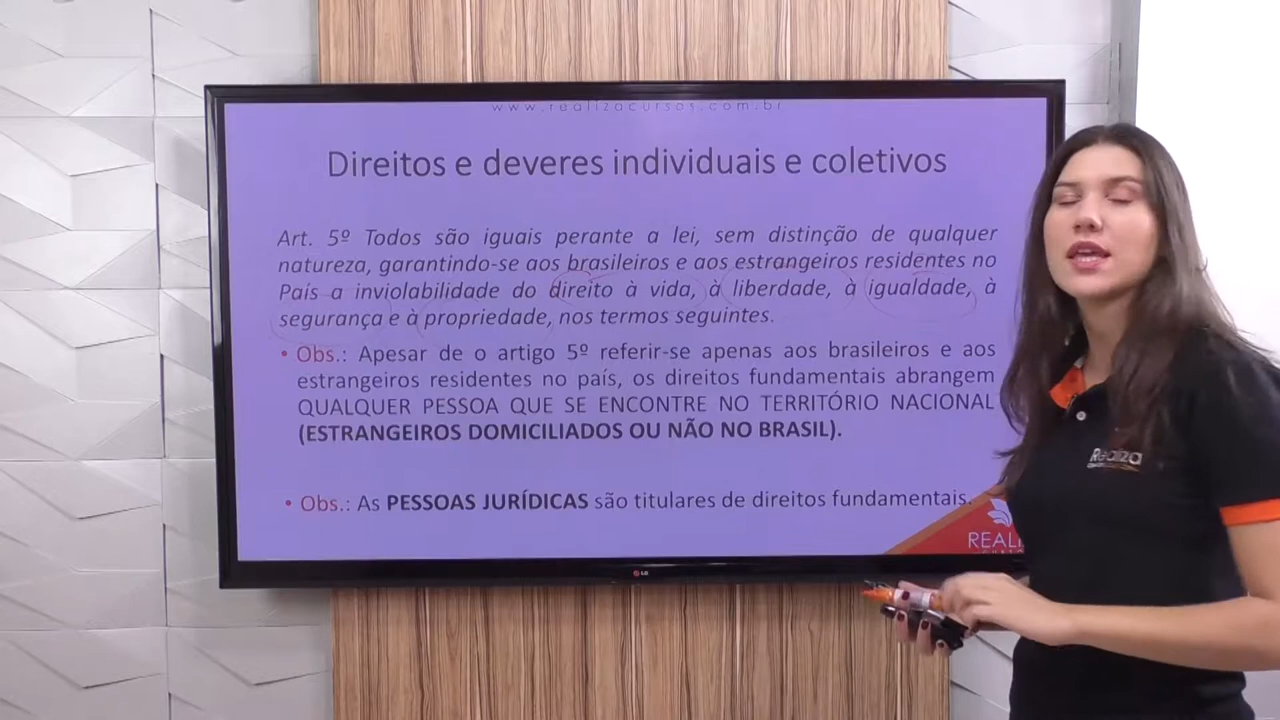 www.realizacursos.com.br
Direitos e deveres individuais e coletivos
Art. 5º Todos são iguais perante a lei, sem distinção de qualquer
natureza, garantindo-se aos brasileiros e aos estrangeiros residentes no
País a inviolabilidade do direito à vida, à liberdade, à igualdade, à
segurança e à propriedade, nos termos seguintes.
• Obs.: Apesar de o artigo 5º referir-se apenas aos brasileiros e aos
estrangeiros residentes no país, os direitos fundamentais abrangem
QUALQUER PESSOA QUE SE ENCONTRE NO TERRITÓRIO NACIONAL
(ESTRANGEIROS DOMICILIADOS OU NÃO NO BRASIL).
• Obs.: As PESSOAS JURÍDICAS são titulares de direitos fundamentais.
REALI
LG
Realiza